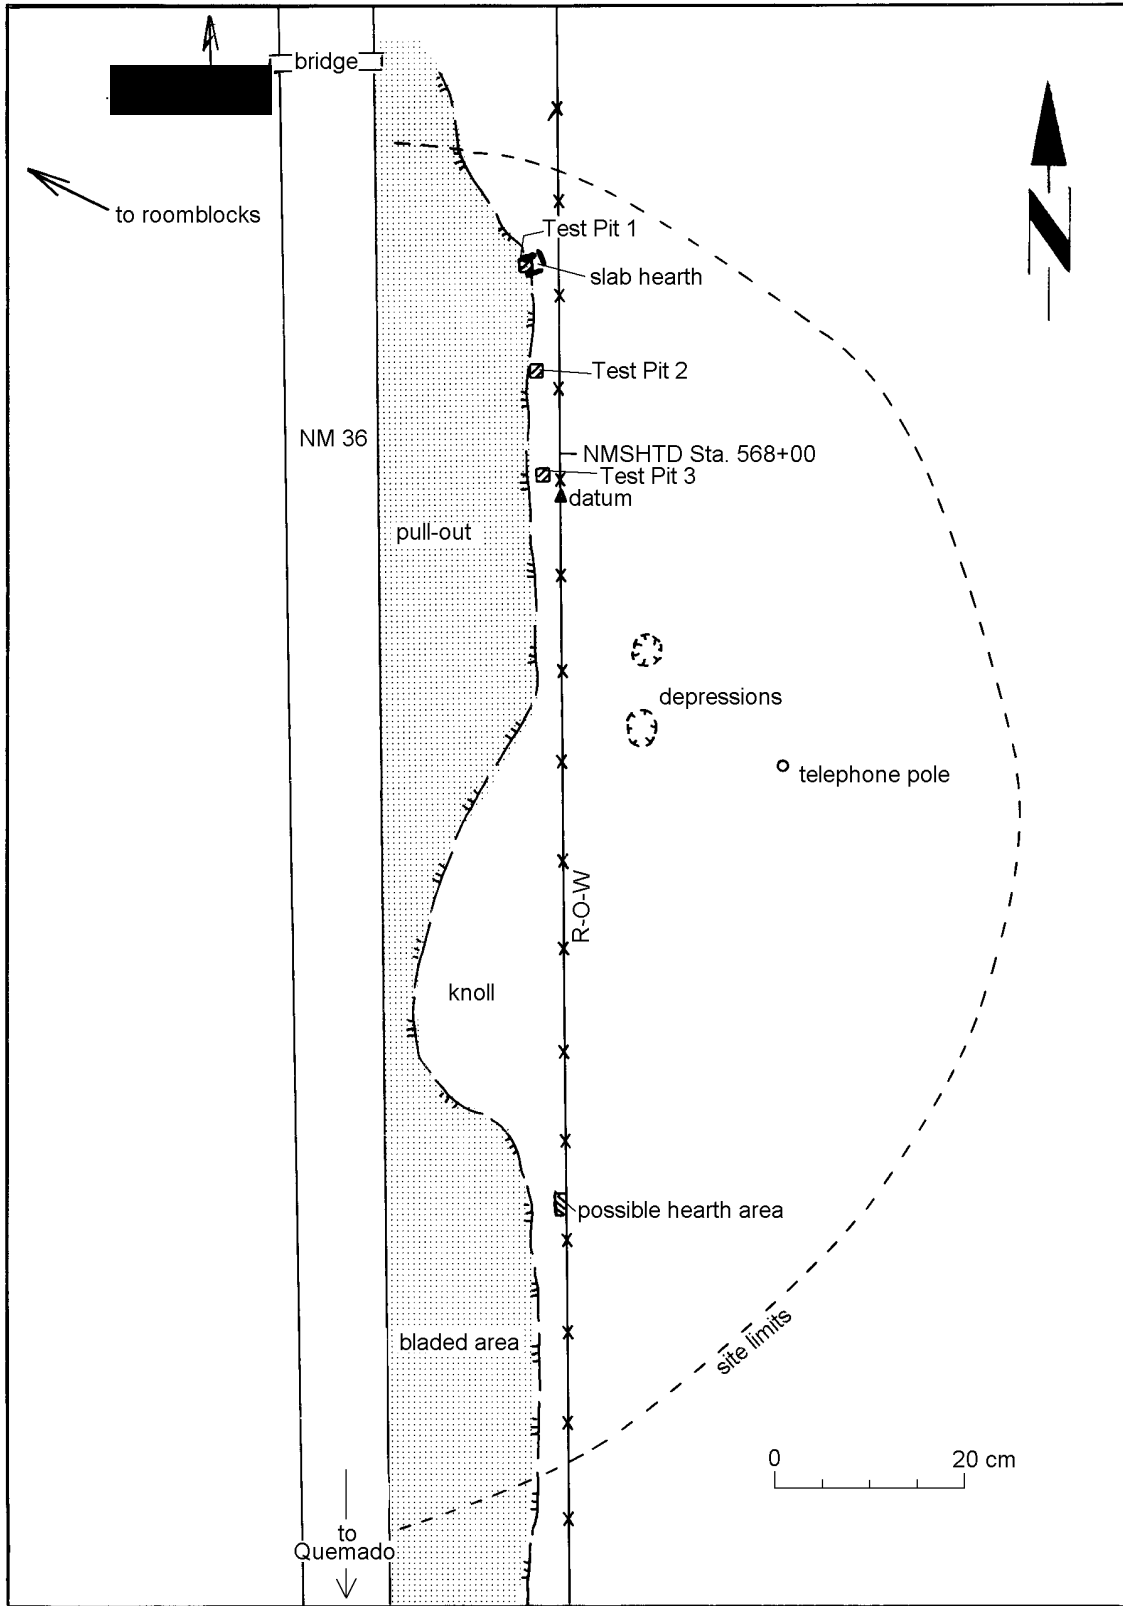 bridge
to roomblocks
Test Pit 1
slab hearth
Test Pit 2
NM 36
NMSHTD Sta. 568+00
Test Pit 3
datum
pull-out
depressions
telephone pole
R-O-W
knoll
possible hearth area
bladed area
site limits
0 20 cm
to
Quemado
N